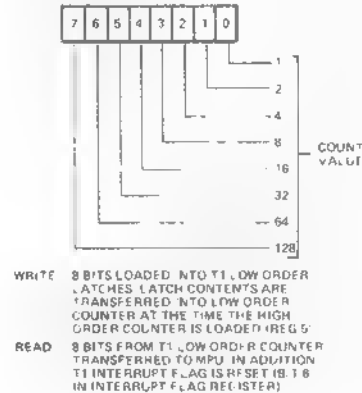 7 6 5 4 3 2 1 0
1
2
4
8
COUNT
VALUE
16
32
64
128
WRITE 8 BITS LOADED INTO T1 LOW ORDER
LATCHES LATCH CONTENTS ARE
TRANSFERRED INTO LOW ORDER
COUNTER AT THE TIME THE HIGH
ORDER COUNTER IS LOADED (REG 5)
READ 8 BITS FROM T1 LOW ORDER COUNTER
TRANSFERRED TO MPU IN ADDITION
T1 INTERRUPT FLAG IS RESET (BIT 6
IN INTERRUPT FLAG REGISTER)